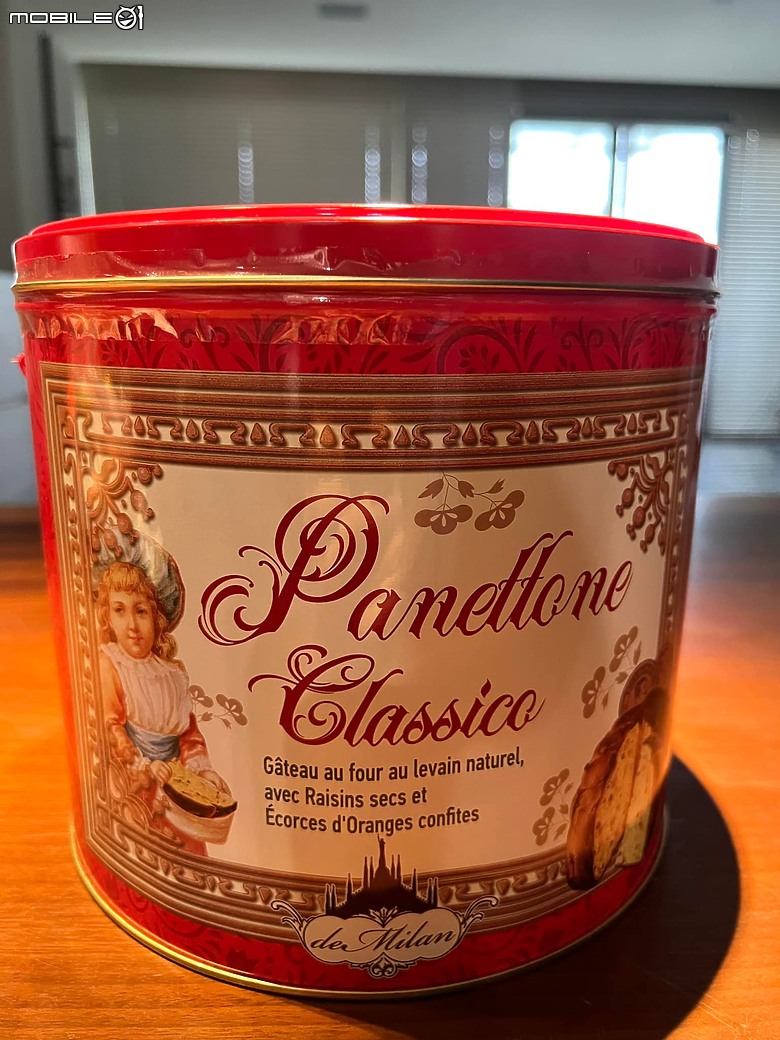 MOBILE01
Panettone
Classico
Gâteau au four au levain naturel,
avec Raisins secs et
Écorces d'Oranges confites
de Milan